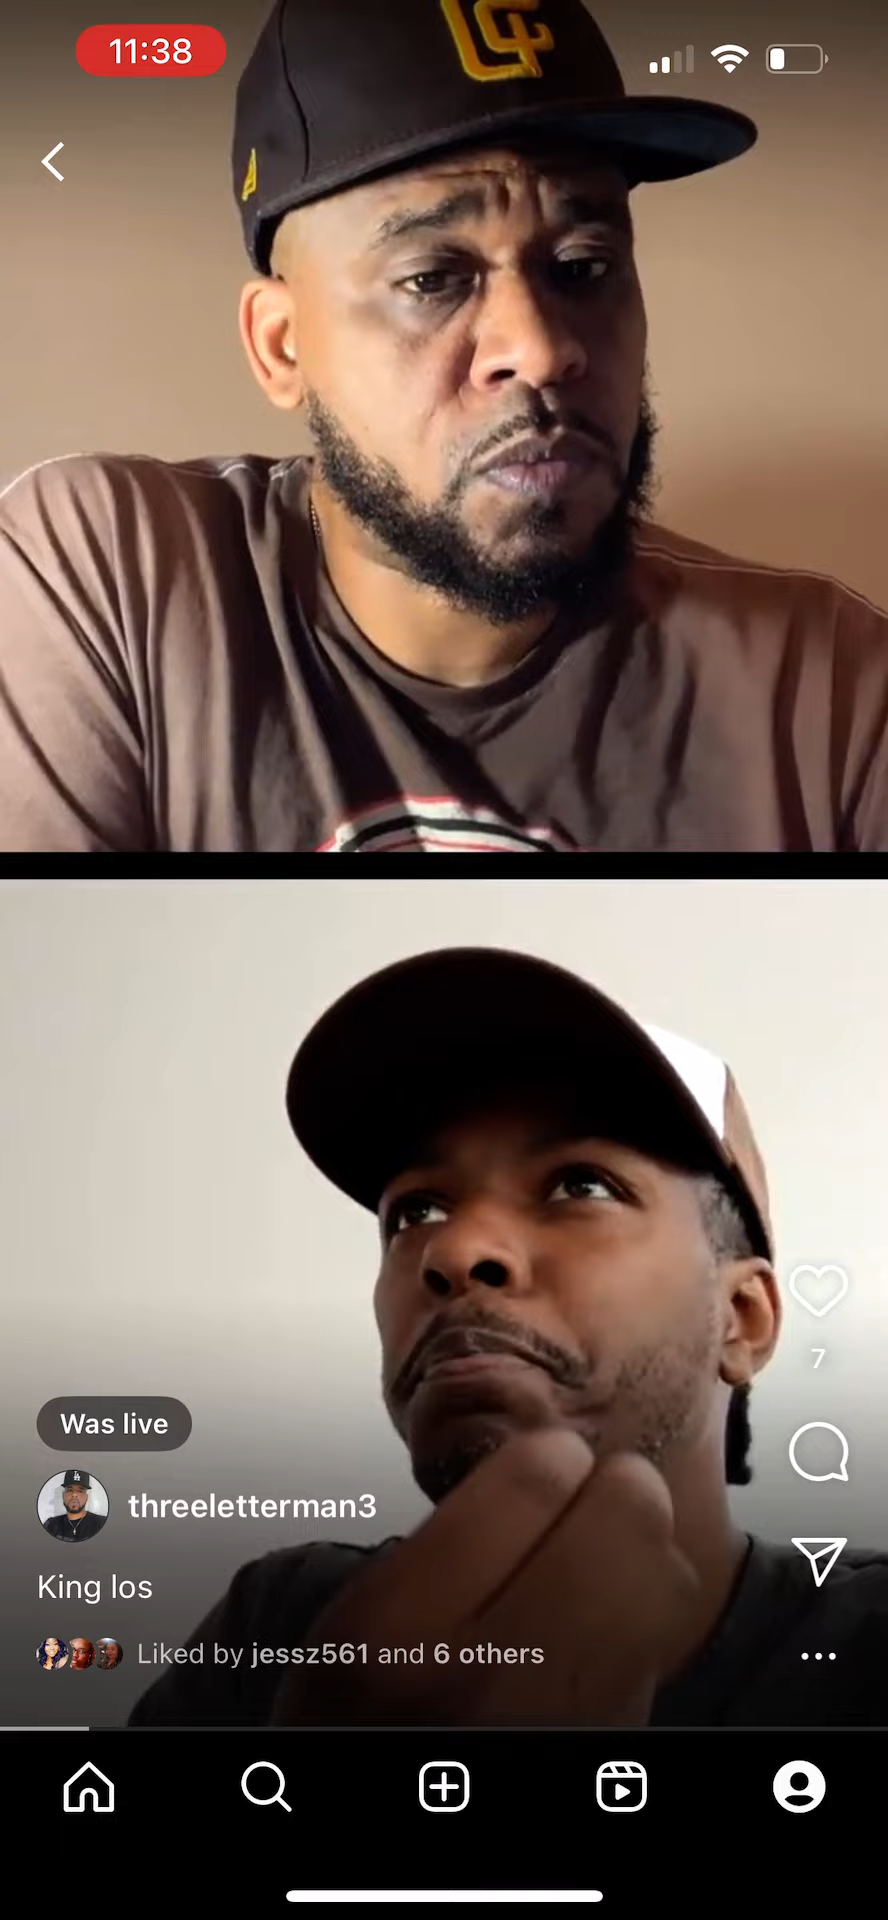 11:38
Was live
threeletterman3
King los
Liked by jessz561 and 6 others
7